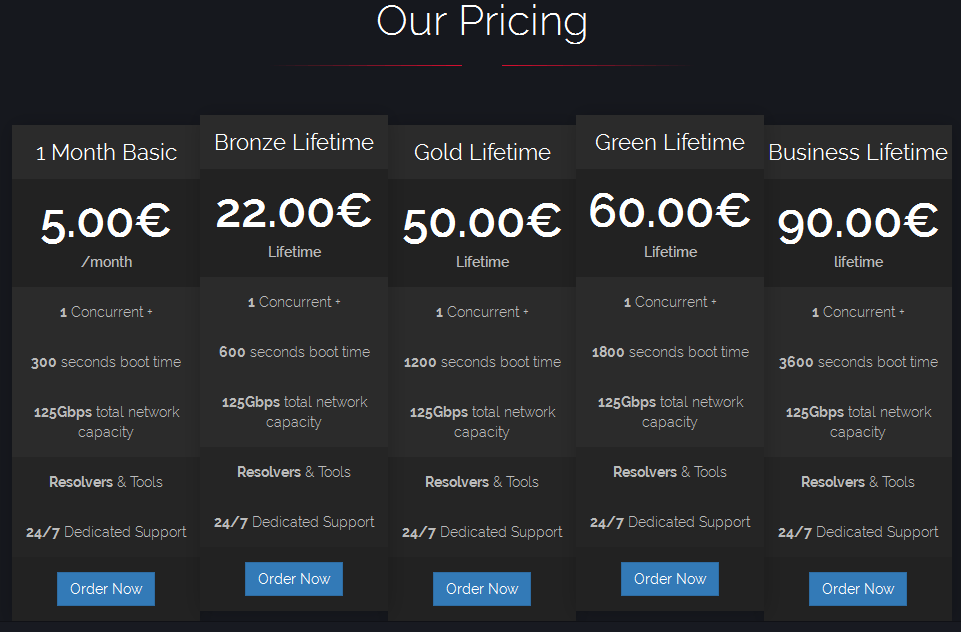 Our Pricing
1 Month Basic
5.00€
/month
1 Concurrent +
300 seconds boot time
125Gbps total network
capacity
Resolvers & Tools
24/7 Dedicated Support
Order Now
Bronze Lifetime
22.00€
Lifetime
1 Concurrent +
600 seconds boot time
125Gbps total network
capacity
Resolvers & Tools
24/7 Dedicated Support
Order Now
Gold Lifetime
50.00€
Lifetime
1 Concurrent +
1200 seconds boot time
125Gbps total network
capacity
Resolvers & Tools
24/7 Dedicated Support
Order Now
Green Lifetime
60.00€
Lifetime
1 Concurrent +
1800 seconds boot time
125Gbps total network
capacity
Resolvers & Tools
24/7 Dedicated Support
Order Now
Business Lifetime
90.00€
lifetime
1 Concurrent +
3600 seconds boot time
125Gbps total network
capacity
Resolvers & Tools
24/7 Dedicated Support
Order Now